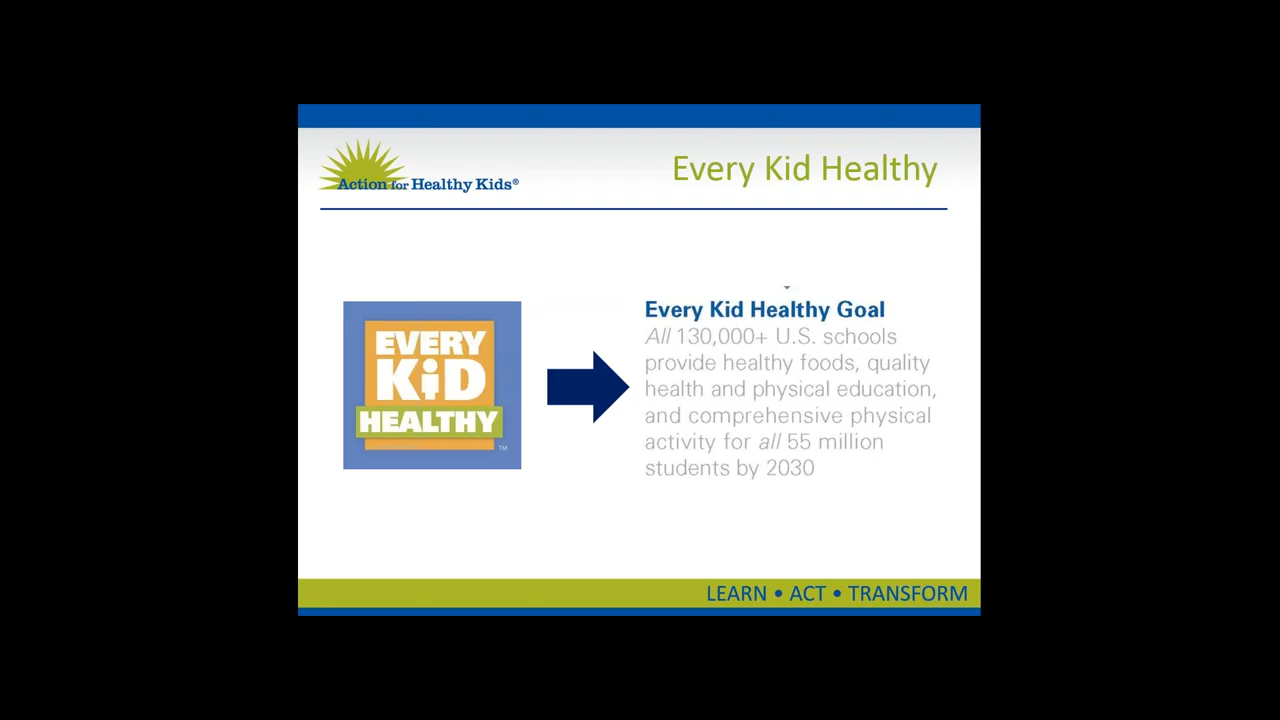 Action for Healthy Kids®
Every Kid Healthy
EVERY
KiD
HEALTHY
™
Every Kid Healthy Goal
All 130,000+ U.S. schools
provide healthy foods, quality
health and physical education,
and comprehensive physical
activity for all 55 million
students by 2030
LEARN • ACT • TRANSFORM